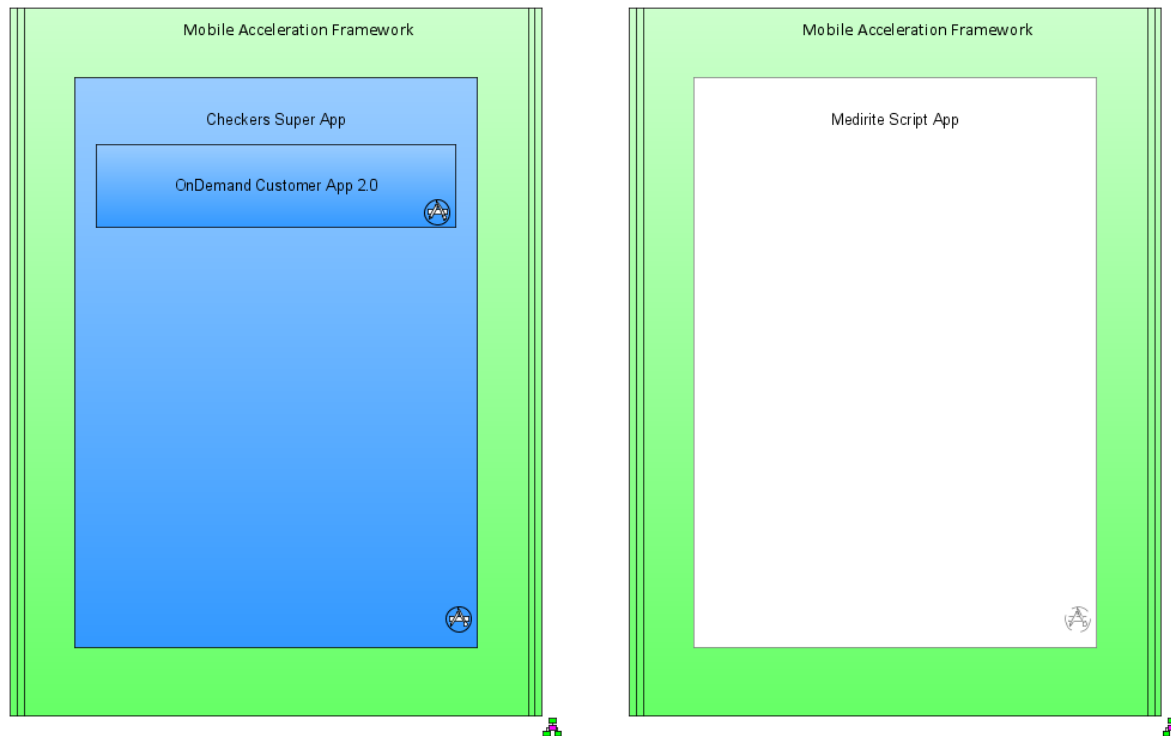 Mobile Acceleration Framework
Checkers Super App
OnDemand Customer App 2.0
Mobile Acceleration Framework
Medirite Script App